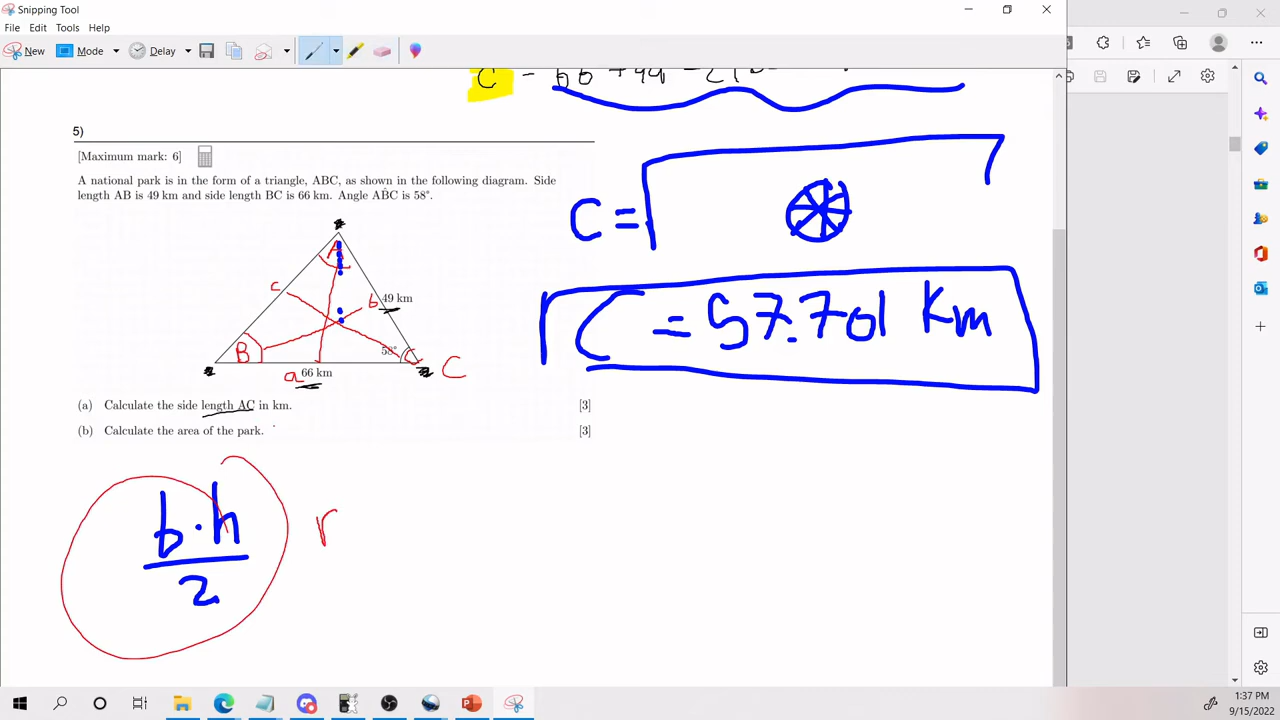 Snipping Tool
File Edit Tools Help
New Mode Delay
5)
[Maximum mark: 6]
A national park is in the form of a triangle, ABC, as shown in the following diagram. Side
length AB is 49 km and side length BC is 66 km. Angle AB̂C is 58°.
A
c
b 49 km
B 58° C C
a 66 km
(a) Calculate the side length AC in km. [3]
(b) Calculate the area of the park. [3]
C =
C = 57.701 Km
b·h
2
r
1:37 PM
9/15/2022